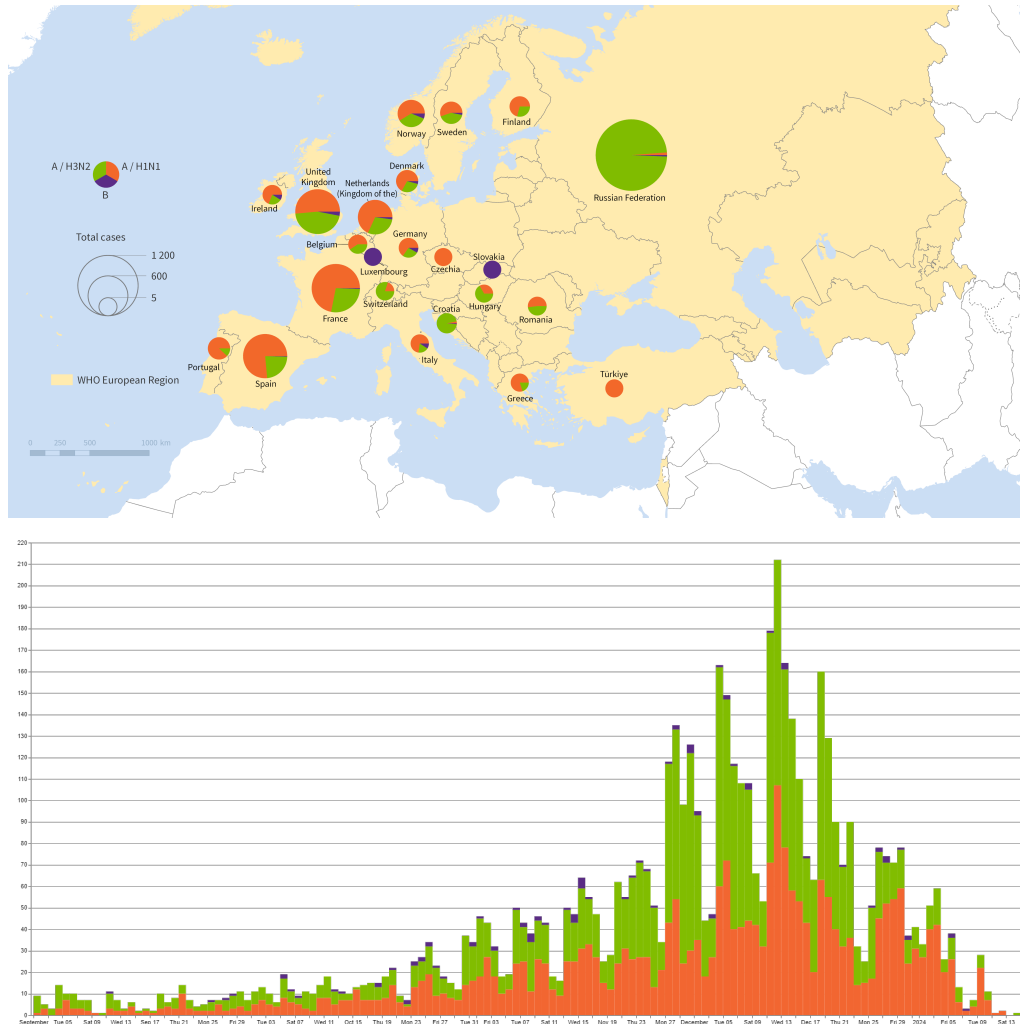 Norway
Sweden
Finland
A / H3N2
A / H1N1
B
United
Kingdom
Denmark
Netherlands
(Kingdom of the)
Russian Federation
Ireland
Germany
Total cases
Belgium
Slovakia
1 200
Luxembourg
Czechia
600
5
Switzerland
Hungary
Croatia
France
Romania
Portugal
Italy
Türkiye
WHO European Region
Spain
Greece
0 250 500 1000 km
220
210
200
190
180
170
160
150
140
130
120
110
100
90
80
70
60
50
40
30
20
10
0
September Tue 05 Sat 09 Wed 13 Sep 17 Thu 21 Mon 25 Fri 29 Tue 03 Sat 07 Wed 11 Oct 15 Thu 19 Mon 23 Fri 27 Tue 31 Fri 03 Tue 07 Sat 11 Wed 15 Nov 19 Thu 23 Mon 27 December Tue 05 Sat 09 Wed 13 Dec 17 Thu 21 Mon 25 Fri 29 2024 Fri 05 Tue 09 Sat 13